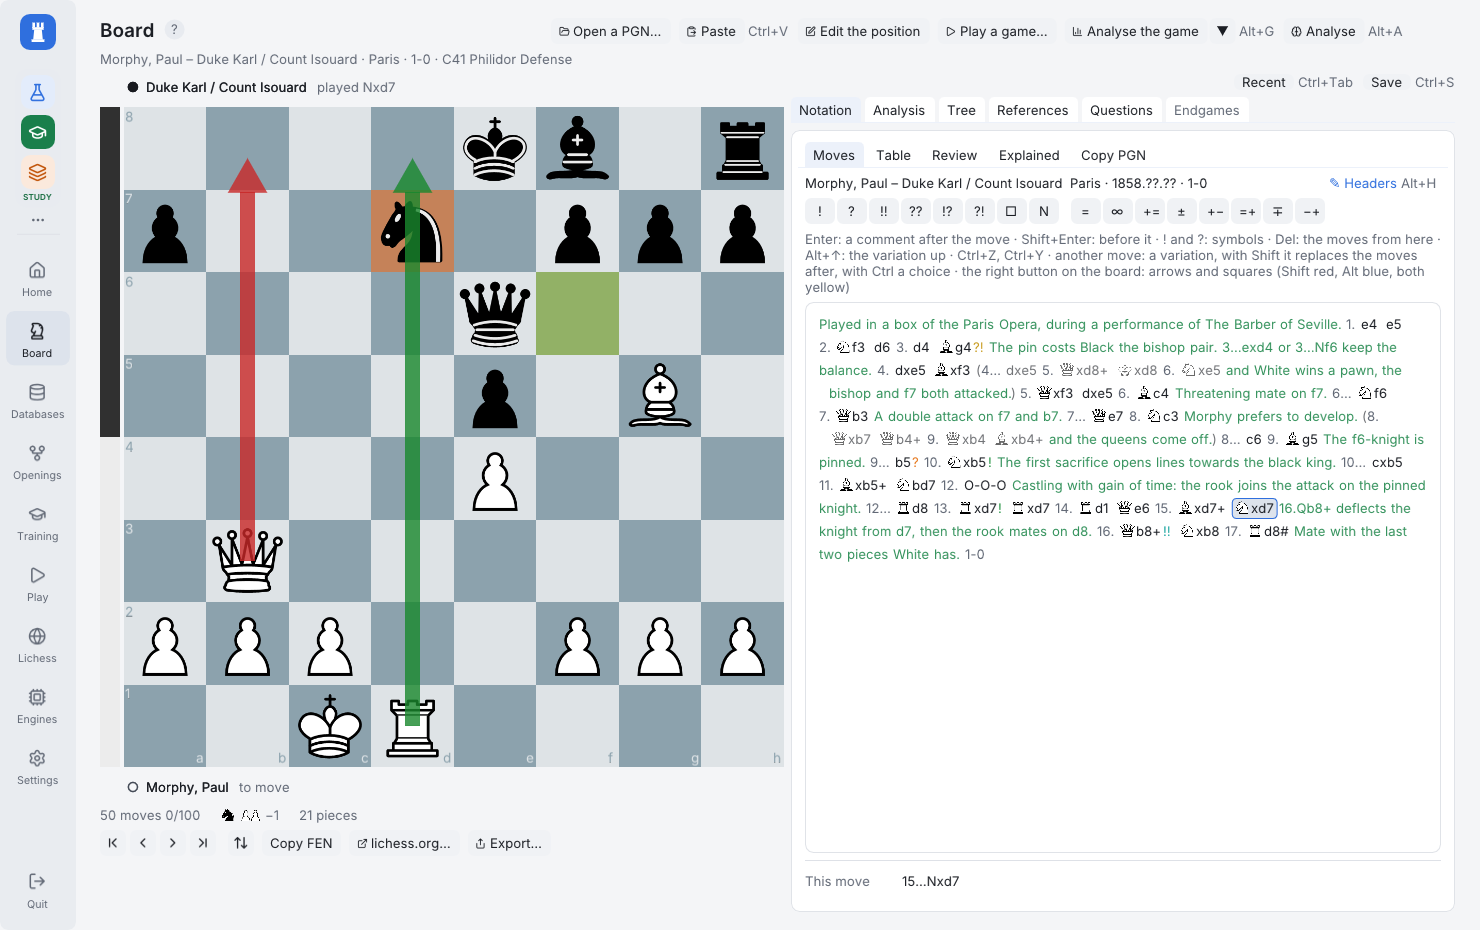 Board ?
Open a PGN... Paste Ctrl+V Edit the position Play a game... Analyse the game ▼ Alt+G Analyse Alt+A
Morphy, Paul – Duke Karl / Count Isouard · Paris · 1-0 · C41 Philidor Defense
Recent Ctrl+Tab Save Ctrl+S
Duke Karl / Count Isouard played Nxd7
8
7
6
5
4
3
2
1
a b c d e f g h
Morphy, Paul to move
50 moves 0/100 −1 21 pieces
Copy FEN lichess.org... Export...
STUDY
Home
Board
Databases
Openings
Training
Play
Lichess
Engines
Settings
Quit
Notation Analysis Tree References Questions Endgames
Moves Table Review Explained Copy PGN
Morphy, Paul – Duke Karl / Count Isouard Paris · 1858.??.?? · 1-0 ✎ Headers Alt+H
! ? !! ?? !? ?! □ N = ∞ += ± +− =+ ∓ −+
Enter: a comment after the move · Shift+Enter: before it · ! and ?: symbols · Del: the moves from here ·
Alt+↑: the variation up · Ctrl+Z, Ctrl+Y · another move: a variation, with Shift it replaces the moves
after, with Ctrl a choice · the right button on the board: arrows and squares (Shift red, Alt blue, both
yellow)
Played in a box of the Paris Opera, during a performance of The Barber of Seville. 1. e4 e5
2. ♘f3 d6 3. d4 ♗g4?! The pin costs Black the bishop pair. 3...exd4 or 3...Nf6 keep the
balance. 4. dxe5 ♗xf3 (4... dxe5 5. ♕xd8+ ♔xd8 6. ♘xe5 and White wins a pawn, the
bishop and f7 both attacked.) 5. ♕xf3 dxe5 6. ♗c4 Threatening mate on f7. 6... ♘f6
7. ♕b3 A double attack on f7 and b7. 7... ♕e7 8. ♘c3 Morphy prefers to develop. (8.
♕xb7 ♕b4+ 9. ♕xb4 ♗xb4+ and the queens come off.) 8... c6 9. ♗g5 The f6-knight is
pinned. 9... b5? 10. ♘xb5! The first sacrifice opens lines towards the black king. 10... cxb5
11. ♗xb5+ ♘bd7 12. O-O-O Castling with gain of time: the rook joins the attack on the pinned
knight. 12... ♖d8 13. ♖xd7! ♖xd7 14. ♖d1 ♕e6 15. ♗xd7+ ♘xd7 16.Qb8+ deflects the
knight from d7, then the rook mates on d8. 16. ♕b8+!! ♘xb8 17. ♖d8# Mate with the last
two pieces White has. 1-0
This move 15...Nxd7